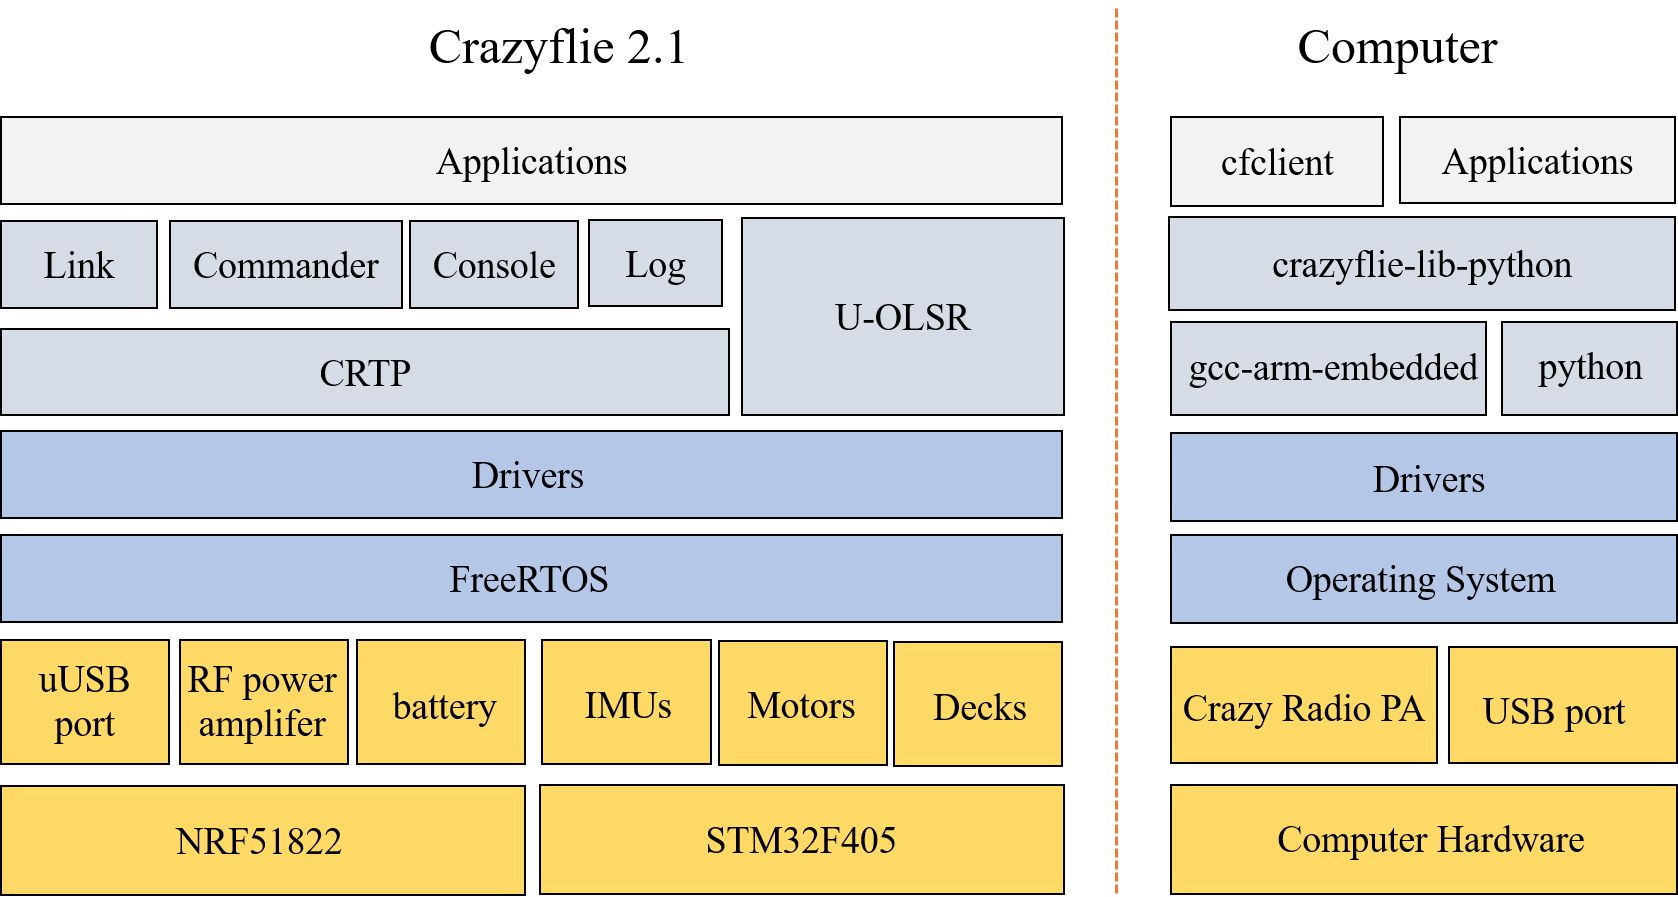 Crazyflie 2.1
Applications
Link
Commander
Console
Log
U-OLSR
CRTP
Drivers
FreeRTOS
uUSB
port
RF power
amplifer
battery
IMUs
Motors
Decks
NRF51822
STM32F405
Computer
cfclient
Applications
crazyflie-lib-python
gcc-arm-embedded
python
Drivers
Operating System
Crazy Radio PA
USB port
Computer Hardware